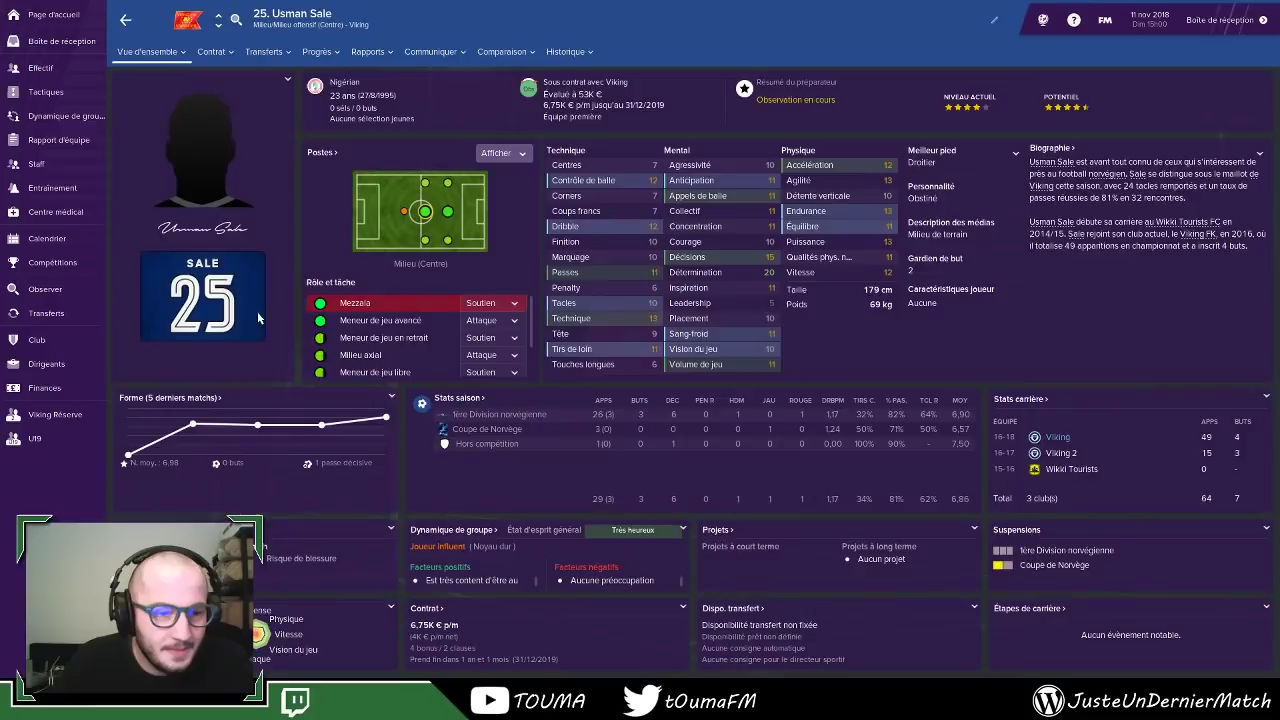 Page d'accueil
Boîte de réception
Effectif
Tactiques
Dynamique de grou...
Rapport d'équipe
Staff
Entraînement
Centre médical
Calendrier
Compétitions
Observer
Transferts
Club
Dirigeants
Finances
Viking Réserve
U19
25. Usman Sale
Milieu/Milieu offensif (Centre) - Viking
FM
11 nov 2018
Dim 15h00
Boîte de réception
Vue d'ensemble
Contrat
Transferts
Progrès
Rapports
Communiquer
Comparaison
Historique
Usman Sale
SALE
25
Nigérian
23 ans (27/8/1995)
0 séls / 0 buts
Aucune sélection jeunes
Sous contrat avec Viking
Évalué à 53K €
6,75K € p/m jusqu'au 31/12/2019
Équipe première
Résumé du préparateur
Observation en cours
NIVEAU ACTUEL
POTENTIEL
Postes
Afficher
Milieu (Centre)
Rôle et tâche
Mezzala Soutien
Meneur de jeu avancé Attaque
Meneur de jeu en retrait Soutien
Milieu axial Attaque
Meneur de jeu libre Soutien
Technique
Centres 7
Contrôle de balle 12
Corners 7
Coups francs 7
Dribble 12
Finition 10
Marquage 10
Passes 11
Penalty 6
Tacles 10
Technique 13
Tête 9
Tirs de loin 11
Touches longues 6
Mental
Agressivité 10
Anticipation 11
Appels de balle 11
Collectif 11
Concentration 11
Courage 10
Décisions 15
Détermination 20
Inspiration 11
Leadership 5
Placement 10
Sang-froid 11
Vision du jeu 10
Volume de jeu 11
Physique
Accélération 12
Agilité 13
Détente verticale 10
Endurance 13
Équilibre 11
Puissance 13
Qualités phys. n... 11
Vitesse 12
Taille 179 cm
Poids 69 kg
Meilleur pied
Droitier
Personnalité
Obstiné
Description des médias
Milieu de terrain
Gardien de but
2
Caractéristiques joueur
Aucune
Biographie
Usman Sale est avant tout connu de ceux qui s'intéressent de
près au football norvégien. Sale se distingue sous le maillot de
Viking cette saison, avec 24 tacles remportés et un taux de
passes réussies de 81% en 32 rencontres.
Usman Sale débute sa carrière au Wikki Tourists FC en
2014/15. Sale rejoint son club actuel, le Viking FK, en 2016, où
il totalise 49 apparitions en championnat et a inscrit 4 buts.
Forme (5 derniers matchs)
N. moy. : 6,98 0 buts 1 passe décisive
Stats saison APPS BUTS DÉC PEN R HDM JAU ROUGE DRBPM TIRS C. % PAS. TCL R MOY
1ère Division norvégienne 26 (3) 3 6 0 1 0 1 1,17 32% 82% 64% 6,90
Coupe de Norvège 3 (0) 0 0 0 0 1 0 1,24 50% 71% 50% 6,57
Hors compétition 1 (0) 0 1 0 0 0 0 0,00 100% 90% - 7,50
29 (3) 3 6 0 1 1 1 1,17 34% 81% 62% 6,86
Stats carrière
ÉQUIPE APPS BUTS
16-18 Viking 49 4
16-17 Viking 2 15 3
15-16 Wikki Tourists 0 -
Total 3 club(s) 64 7
Risque de blessure
Physique
Vitesse
Vision du jeu
Dynamique de groupe État d'esprit général Très heureux
Joueur influent (Noyau dur)
Facteurs positifs
Est très content d'être au
Facteurs négatifs
Aucune préoccupation
Projets
Projets à court terme
Projets à long terme
Aucun projet
Suspensions
1ère Division norvégienne
Coupe de Norvège
Contrat
6,75K € p/m
(4K € p/m net)
4 bonus / 2 clauses
Prend fin dans 1 an et 1 mois (31/12/2019)
Dispo. transfert
Disponibilité transfert non fixée
Disponibilité prêt non définie
Aucune consigne automatique
Aucune consigne pour le directeur sportif
Étapes de carrière
Aucun évènement notable.
TOUMA
tOumaFM
JusteUnDernierMatch